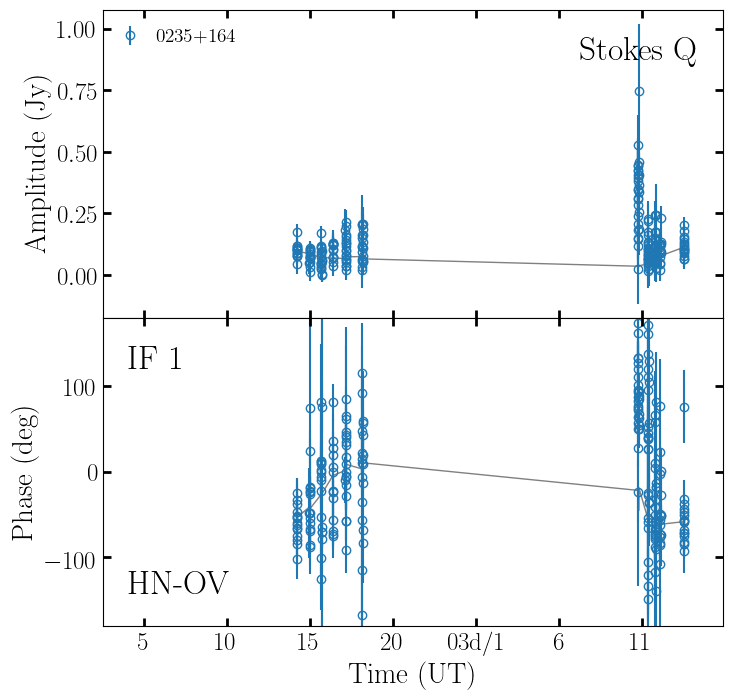 1.00
0235+164
Stokes Q
0.75
0.50
0.25
0.00
Amplitude (Jy)
IF 1
100
0
−100
Phase (deg)
HN-OV
5 10 15 20 03d/1 6 11
Time (UT)